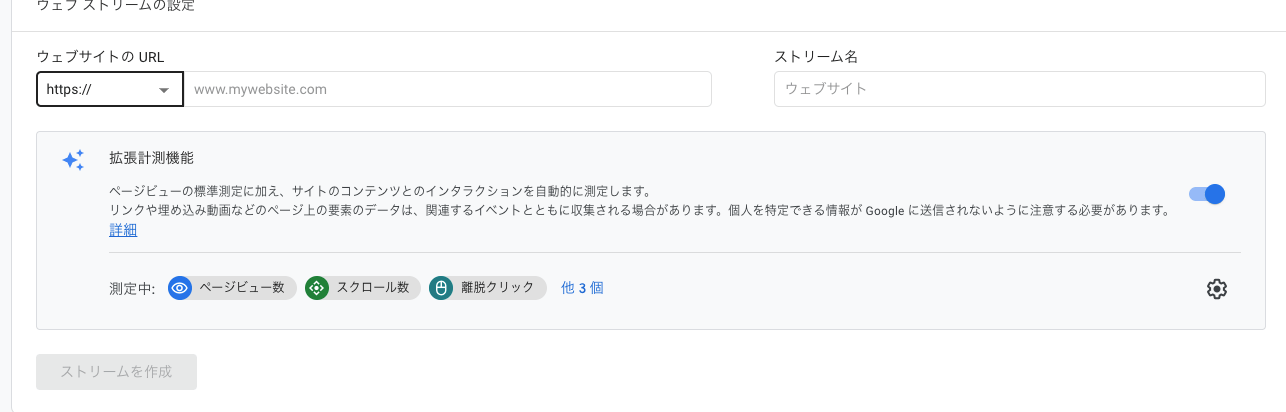 ウェブ ストリームの設定
ウェブサイトの URL
ストリーム名
https://
www.mywebsite.com
ウェブサイト
拡張計測機能
ページビューの標準測定に加え、サイトのコンテンツとのインタラクションを自動的に測定します。
リンクや埋め込み動画などのページ上の要素のデータは、関連するイベントとともに収集される場合があります。個人を特定できる情報が Google に送信されないように注意する必要があります。
詳細
測定中: ページビュー数 スクロール数 離脱クリック 他 3 個
ストリームを作成